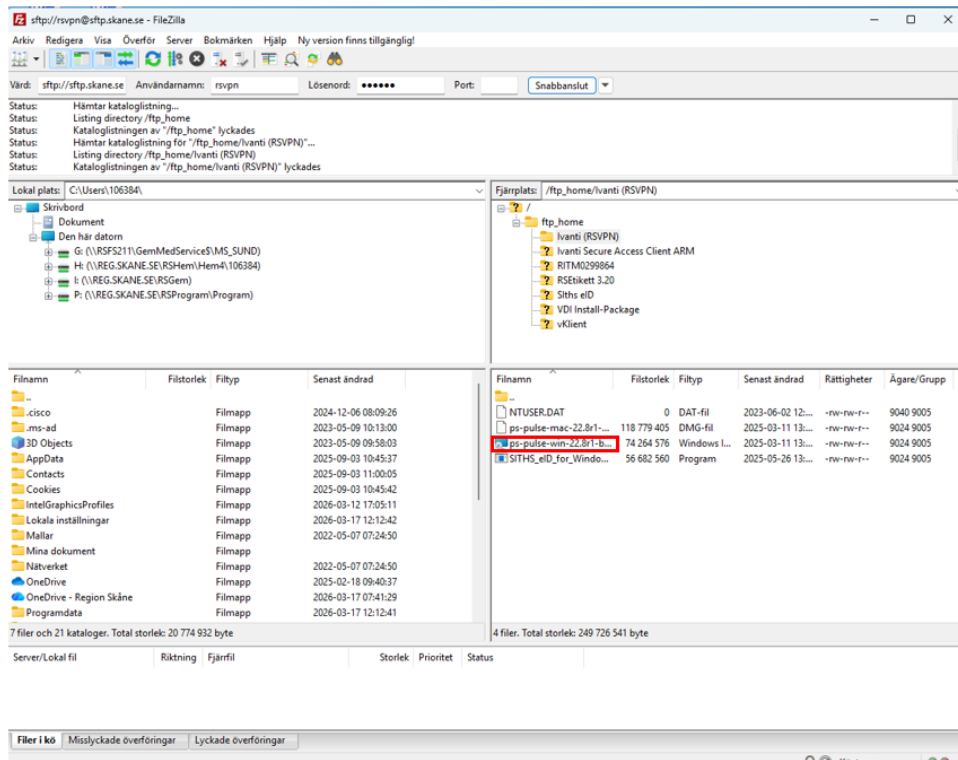 sftp://rsvpn@sftp.skane.se - FileZilla
Arkiv Redigera Visa Överför Server Bokmärken Hjälp Ny version finns tillgänglig!
Värd: sftp://sftp.skane.se Användarnamn: rsvpn Lösenord: ●●●●●● Port: Snabbanslut
Status: Hämtar kataloglistning...
Status: Listing directory /ftp_home
Status: Kataloglistningen av "/ftp_home" lyckades
Status: Hämtar kataloglistning för "/ftp_home/Ivanti (RSVPN)"...
Status: Listing directory /ftp_home/Ivanti (RSVPN)
Status: Kataloglistningen av "/ftp_home/Ivanti (RSVPN)" lyckades
Lokal plats: C:\Users\106384\
Skrivbord
Dokument
Den här datorn
G: (\\RSFS211\GemMedService$\MS_SUND)
H: (\\REG.SKANE.SE\RSHem\Hem4\106384)
I: (\\REG.SKANE.SE\RSGem)
P: (\\REG.SKANE.SE\RSProgram\Program)
Fjärrplats: /ftp_home/Ivanti (RSVPN)
/
ftp_home
Ivanti (RSVPN)
Ivanti Secure Access Client ARM
RITM0299864
RSEtikett 3.20
Siths eID
VDI Install-Package
vKlient
Filnamn Filstorlek Filtyp Senast ändrad
..
.cisco Filmapp 2024-12-06 08:09:26
.ms-ad Filmapp 2023-05-09 10:13:00
3D Objects Filmapp 2023-05-09 09:58:03
AppData Filmapp 2025-09-03 10:45:37
Contacts Filmapp 2025-09-03 11:00:05
Cookies Filmapp 2025-09-03 10:45:42
IntelGraphicsProfiles Filmapp 2026-03-12 17:05:11
Lokala inställningar Filmapp 2026-03-17 12:12:42
Mallar Filmapp 2022-05-07 07:24:50
Mina dokument Filmapp
Nätverket Filmapp 2022-05-07 07:24:50
OneDrive Filmapp 2025-02-18 09:40:37
OneDrive - Region Skåne Filmapp 2026-03-17 07:41:29
Programdata Filmapp 2026-03-17 12:12:41
7 filer och 21 kataloger. Total storlek: 20 774 932 byte
Filnamn Filstorlek Filtyp Senast ändrad Rättigheter Ägare/Grupp
..
NTUSER.DAT 0 DAT-fil 2023-06-02 12:... -rw-rw-r-- 9040 9005
ps-pulse-mac-22.8r1-... 118 779 405 DMG-fil 2025-03-11 13:... -rw-rw-r-- 9024 9005
ps-pulse-win-22.8r1-b... 74 264 576 Windows I... 2025-03-11 13:... -rw-rw-r-- 9024 9005
SITHS_eID_for_Windo... 56 682 560 Program 2025-05-26 13:... -rw-rw-r-- 9024 9005
4 filer. Total storlek: 249 726 541 byte
Server/Lokal fil Riktning Fjärrfil Storlek Prioritet Status
Filer i kö Misslyckade överföringar Lyckade överföringar